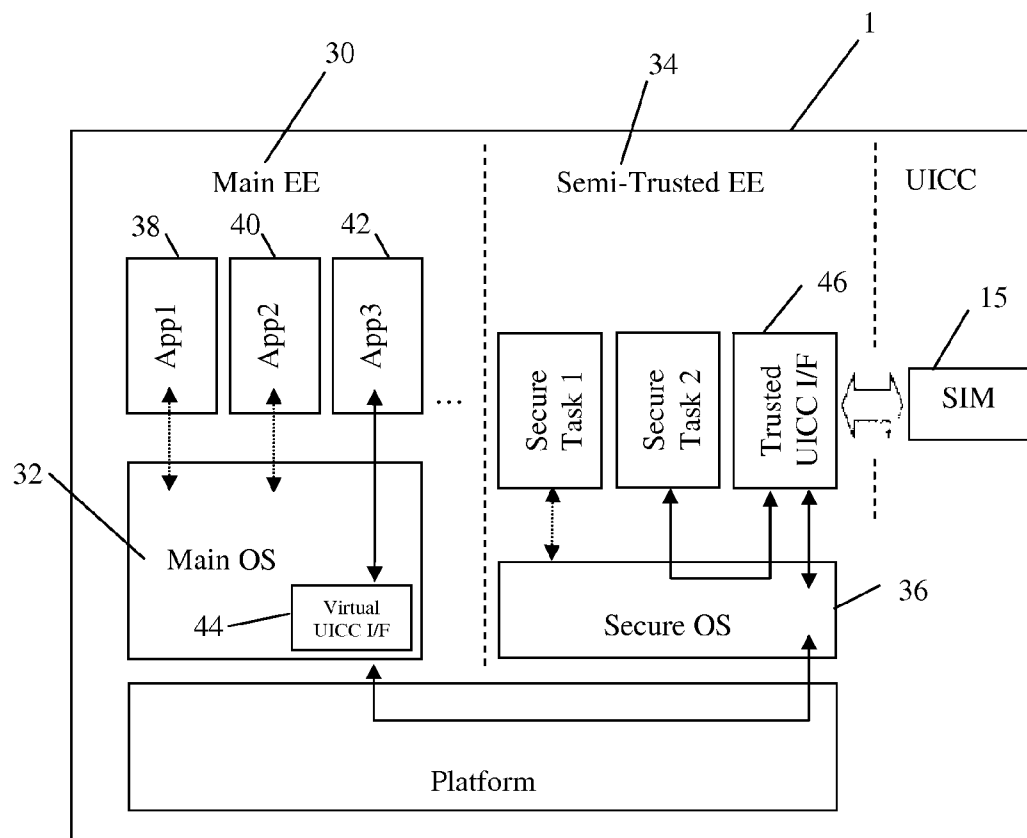 1
30
34
Main EE
Semi-Trusted EE
UICC
38
40
42
App1
App2
App3
...
46
15
Secure
Task 1
Secure
Task 2
Trusted
UICC I/F
SIM
32
Main OS
44
Virtual
UICC I/F
Secure OS
36
Platform